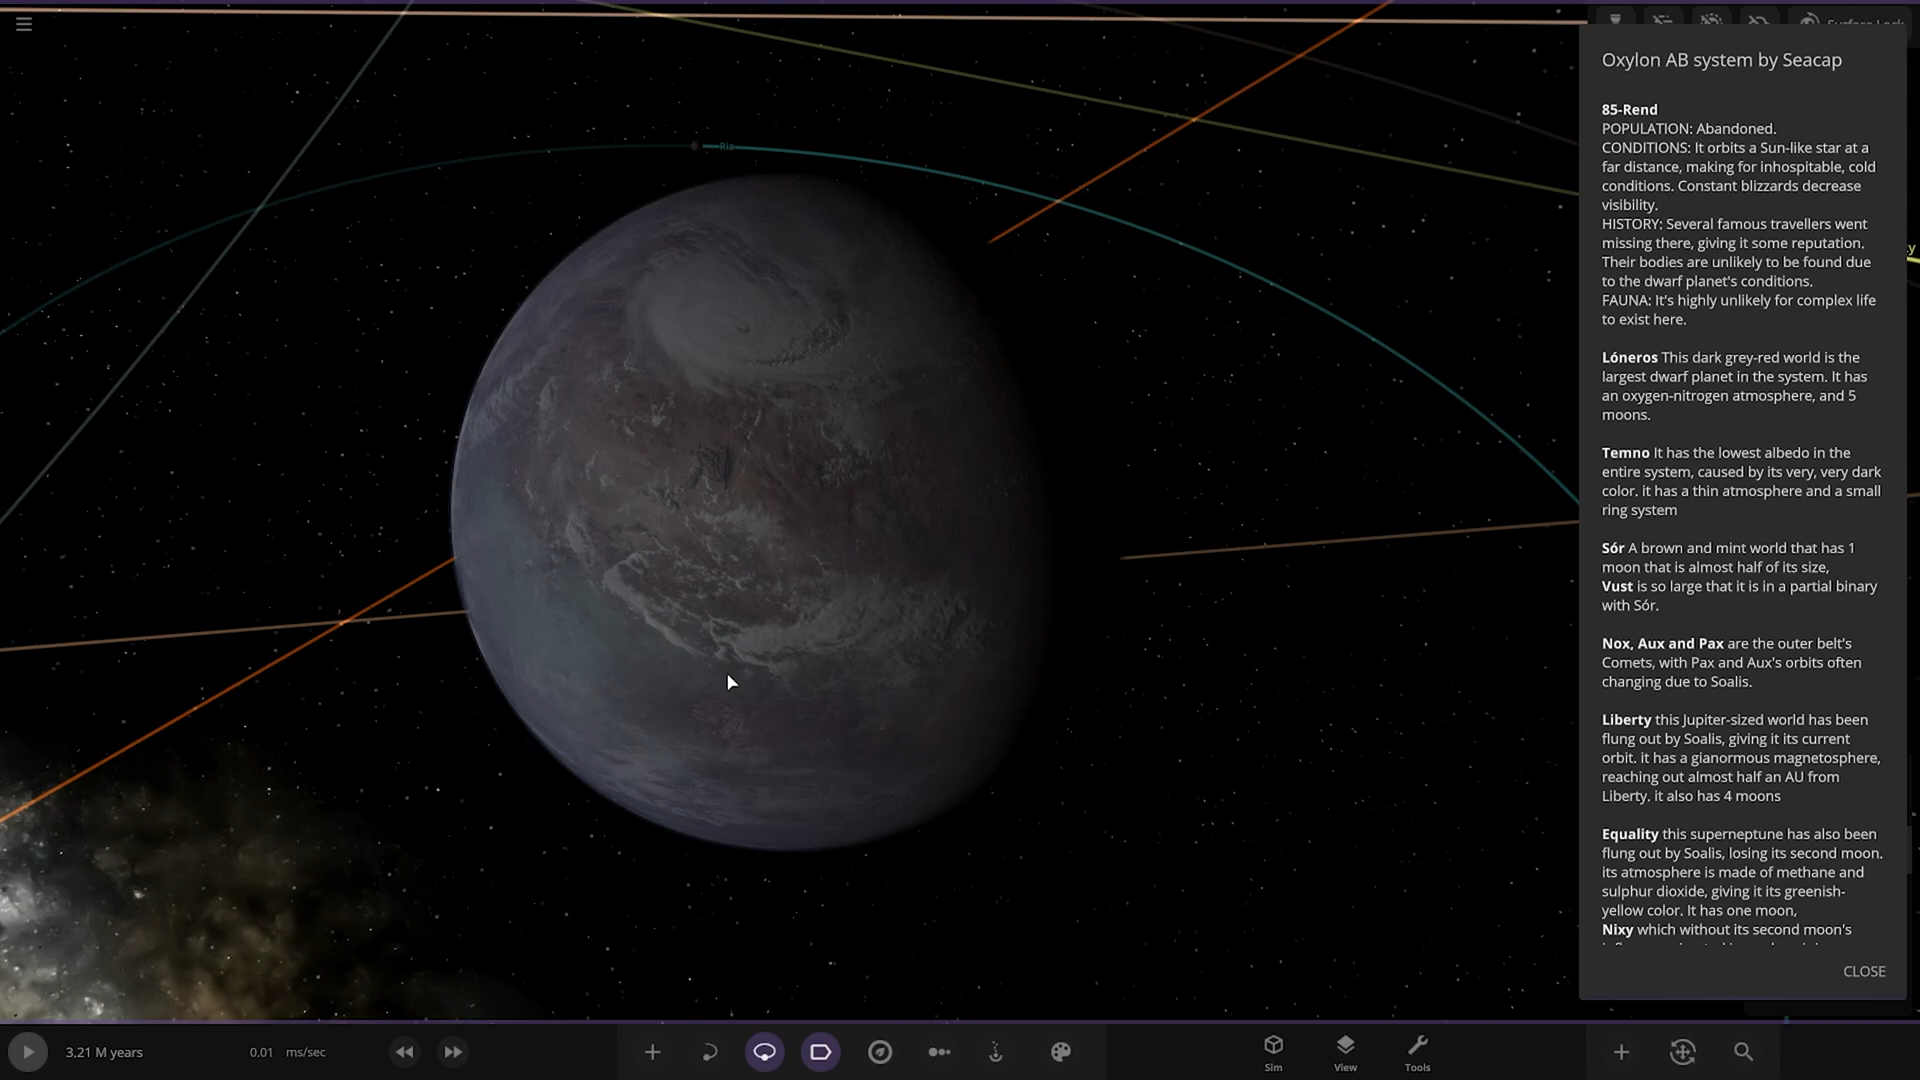 Surface Lock
Oxylon AB system by Seacap
85-Rend
POPULATION: Abandoned.
CONDITIONS: It orbits a Sun-like star at a
far distance, making for inhospitable, cold
conditions. Constant blizzards decrease
visibility.
HISTORY: Several famous travellers went
missing there, giving it some reputation.
Their bodies are unlikely to be found due
to the dwarf planet's conditions.
FAUNA: It's highly unlikely for complex life
to exist here.
Lóneros This dark grey-red world is the
largest dwarf planet in the system. It has
an oxygen-nitrogen atmosphere, and 5
moons.
Temno It has the lowest albedo in the
entire system, caused by its very, very dark
color. it has a thin atmosphere and a small
ring system
Sór A brown and mint world that has 1
moon that is almost half of its size,
Vust is so large that it is in a partial binary
with Sór.
Nox, Aux and Pax are the outer belt's
Comets, with Pax and Aux's orbits often
changing due to Soalis.
Liberty this Jupiter-sized world has been
flung out by Soalis, giving it its current
orbit. it has a glanormous magnetosphere,
reaching out almost half an AU from
Liberty. it also has 4 moons
Equality this superneptune has also been
flung out by Soalis, losing its second moon.
its atmosphere is made of methane and
sulphur dioxide, giving it its greenish-
yellow color. It has one moon,
Nixy which without its second moon's
CLOSE
Ria
3.21 M years
0.01 ms/sec
Sim
View
Tools